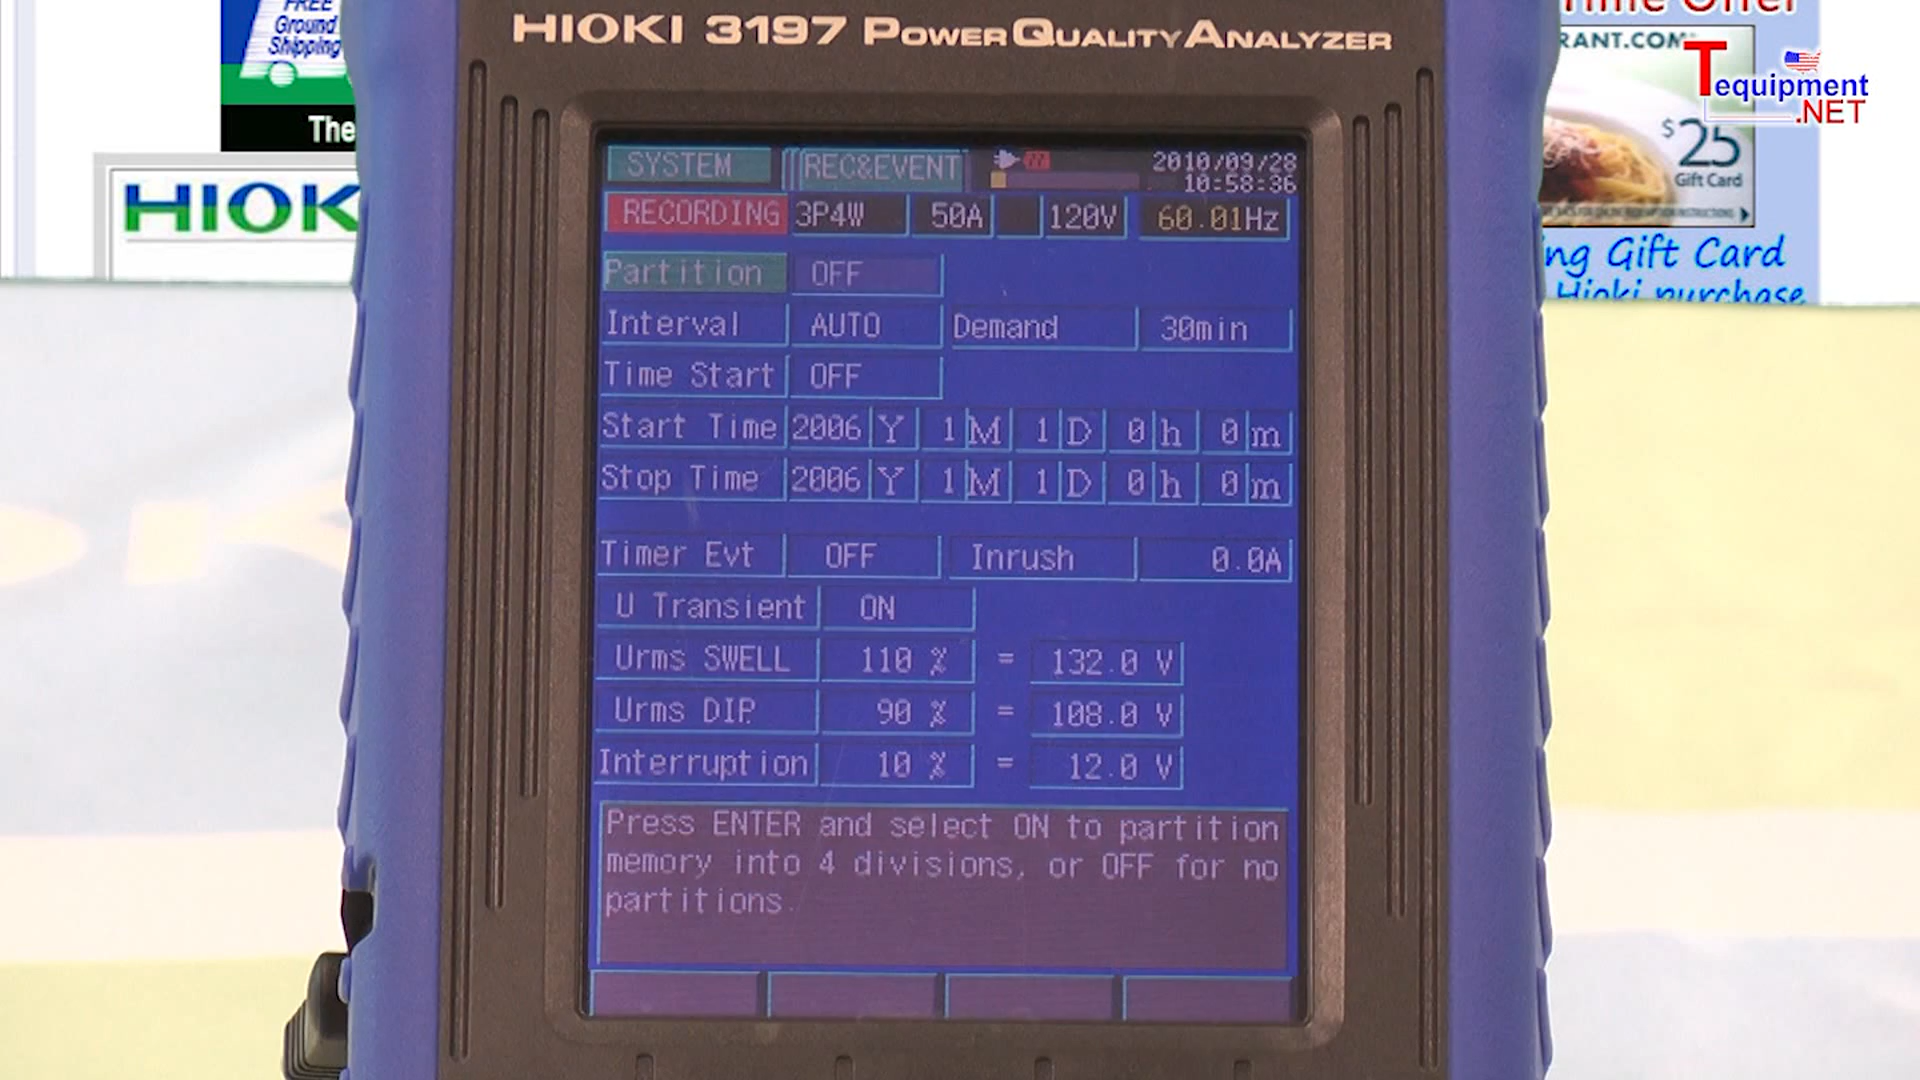 HIOKI 3197 POWER QUALITY ANALYZER
FREE
Ground
Shipping
The
HIOK
Time Offer
RANT.COM
Tequipment
.NET
$25
Gift Card
ng Gift Card
Hioki purchase
SYSTEM REC&EVENT 2010/09/28
10:58:36
RECORDING 3P4W 50A 120V 60.01Hz
Partition OFF
Interval AUTO Demand 30min
Time Start OFF
Start Time 2006 Y 1 M 1 D 0 h 0 m
Stop Time 2006 Y 1 M 1 D 0 h 0 m
Timer Evt OFF Inrush 0.0A
U Transient ON
Urms SWELL 110 % = 132.0 V
Urms DIP 90 % = 108.0 V
Interruption 10 % = 12.0 V
Press ENTER and select ON to partition
memory into 4 divisions, or OFF for no
partitions.